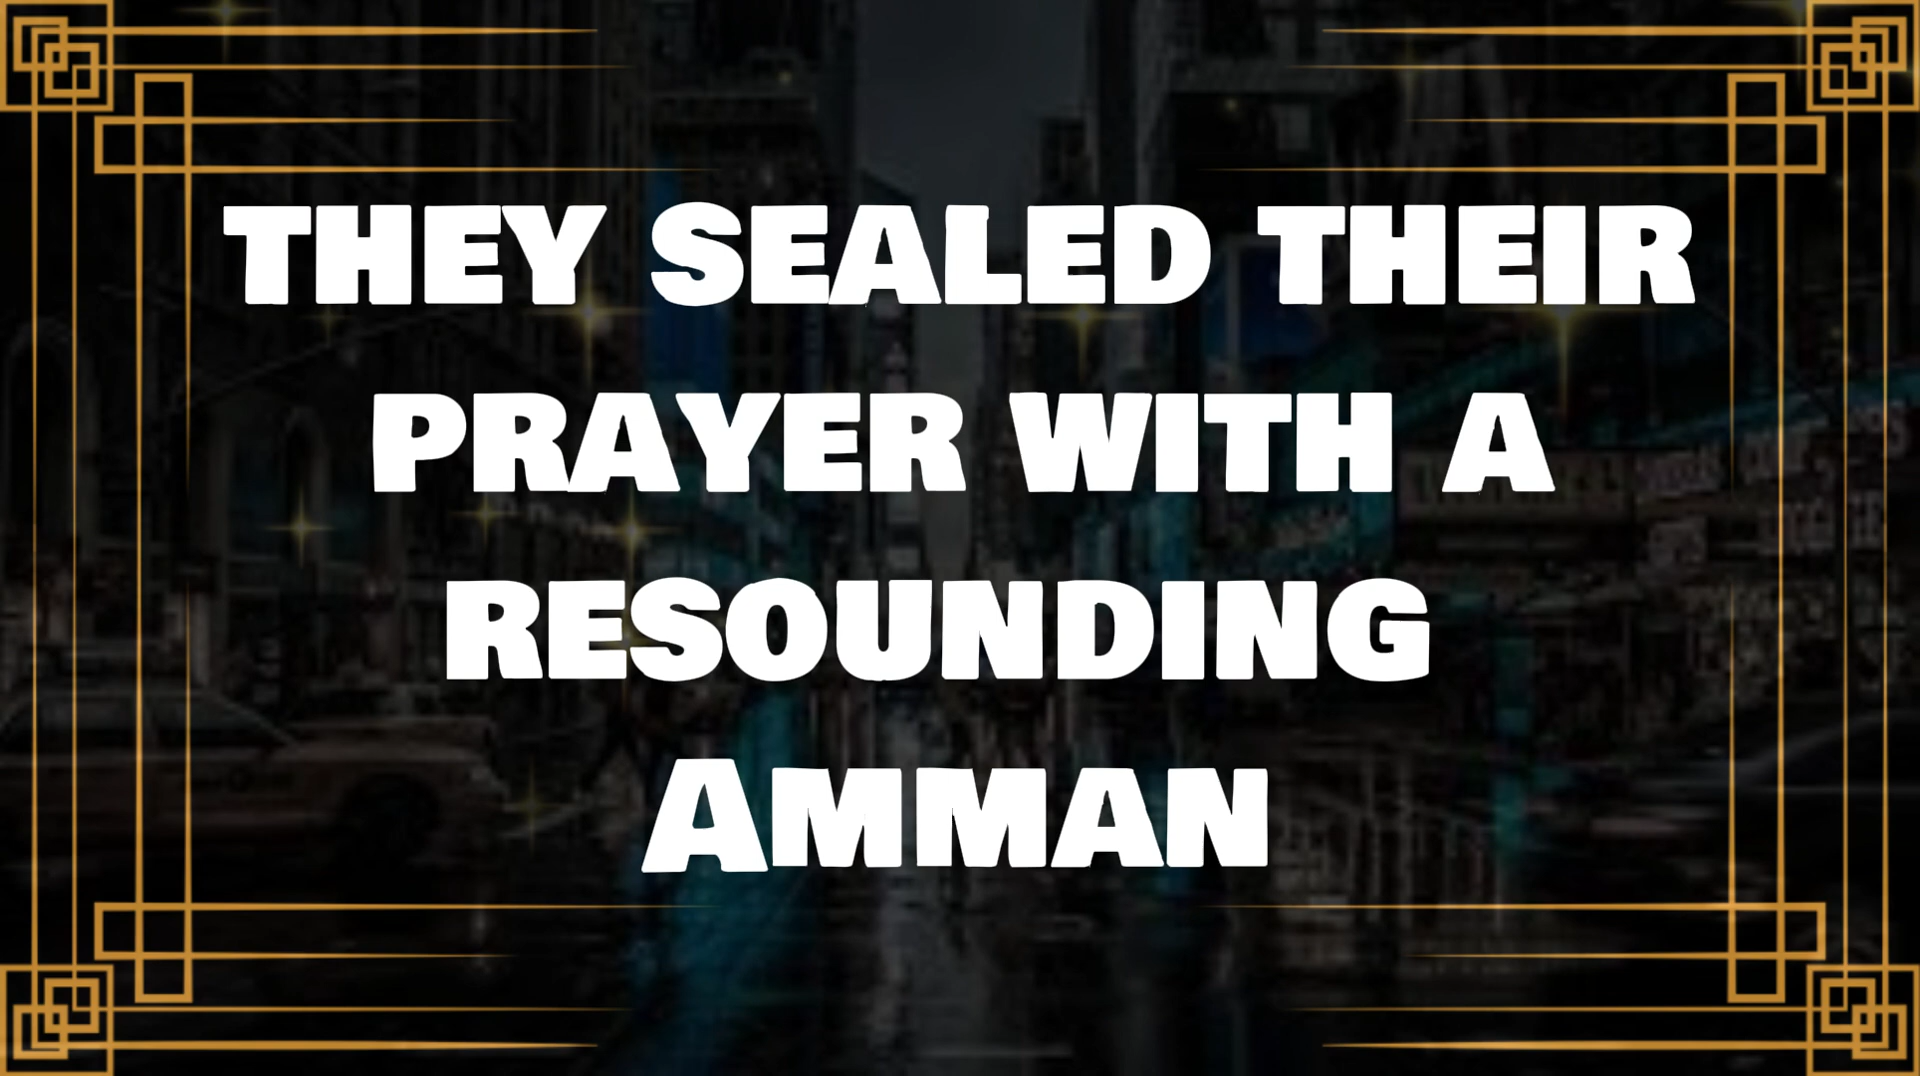 THEY SEALED THEIR
PRAYER WITH A
RESOUNDING
AMMAN